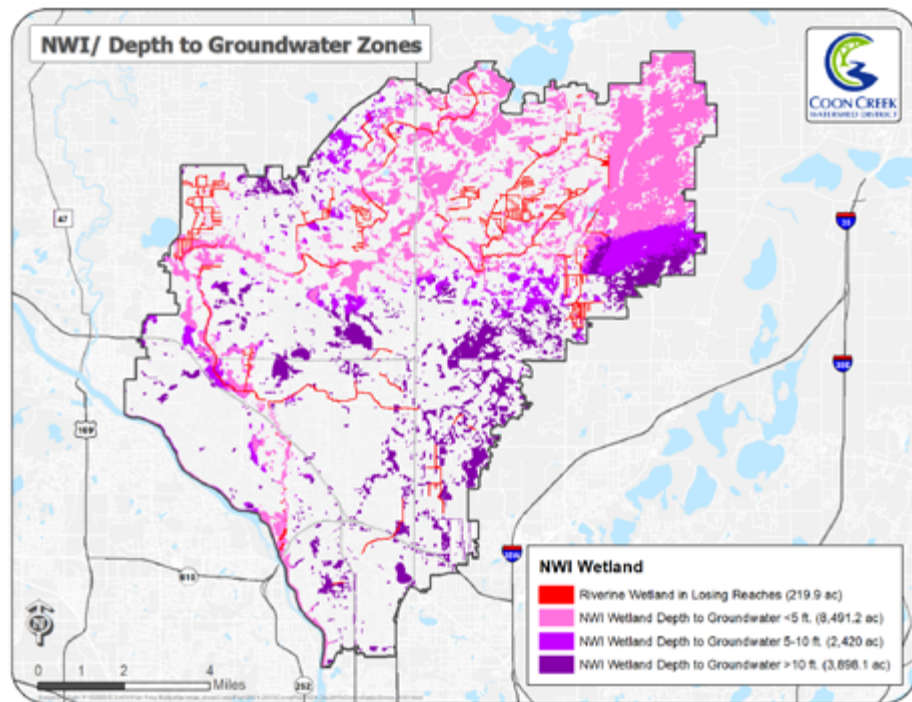 NWI/ Depth to Groundwater Zones
COON CREEK
WATERSHED DISTRICT
47
169
610
252
35
35E
35W
NWI Wetland
Riverine Wetland in Losing Reaches (219.9 ac)
NWI Wetland Depth to Groundwater <5 ft. (8,491.2 ac)
NWI Wetland Depth to Groundwater 5-10 ft. (2,420 ac)
NWI Wetland Depth to Groundwater >10 ft. (3,898.1 ac)
0 1 2 4
Miles